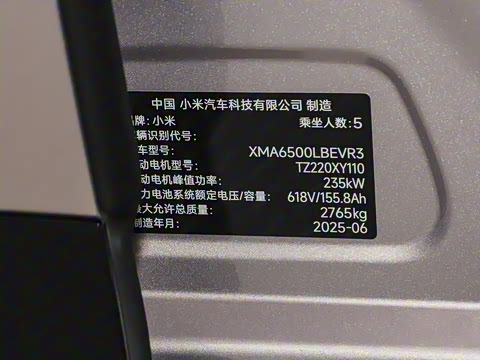 中国 小米汽车科技有限公司 制造
牌:小米 乘坐人数:5
辆识别代号:
车型号: XMA6500LBEVR3
动电机型号: TZ220XY110
动电机峰值功率: 235kW
力电池系统额定电压/容量: 618V/155.8Ah
最大允许总质量: 2765kg
制造年月: 2025-06